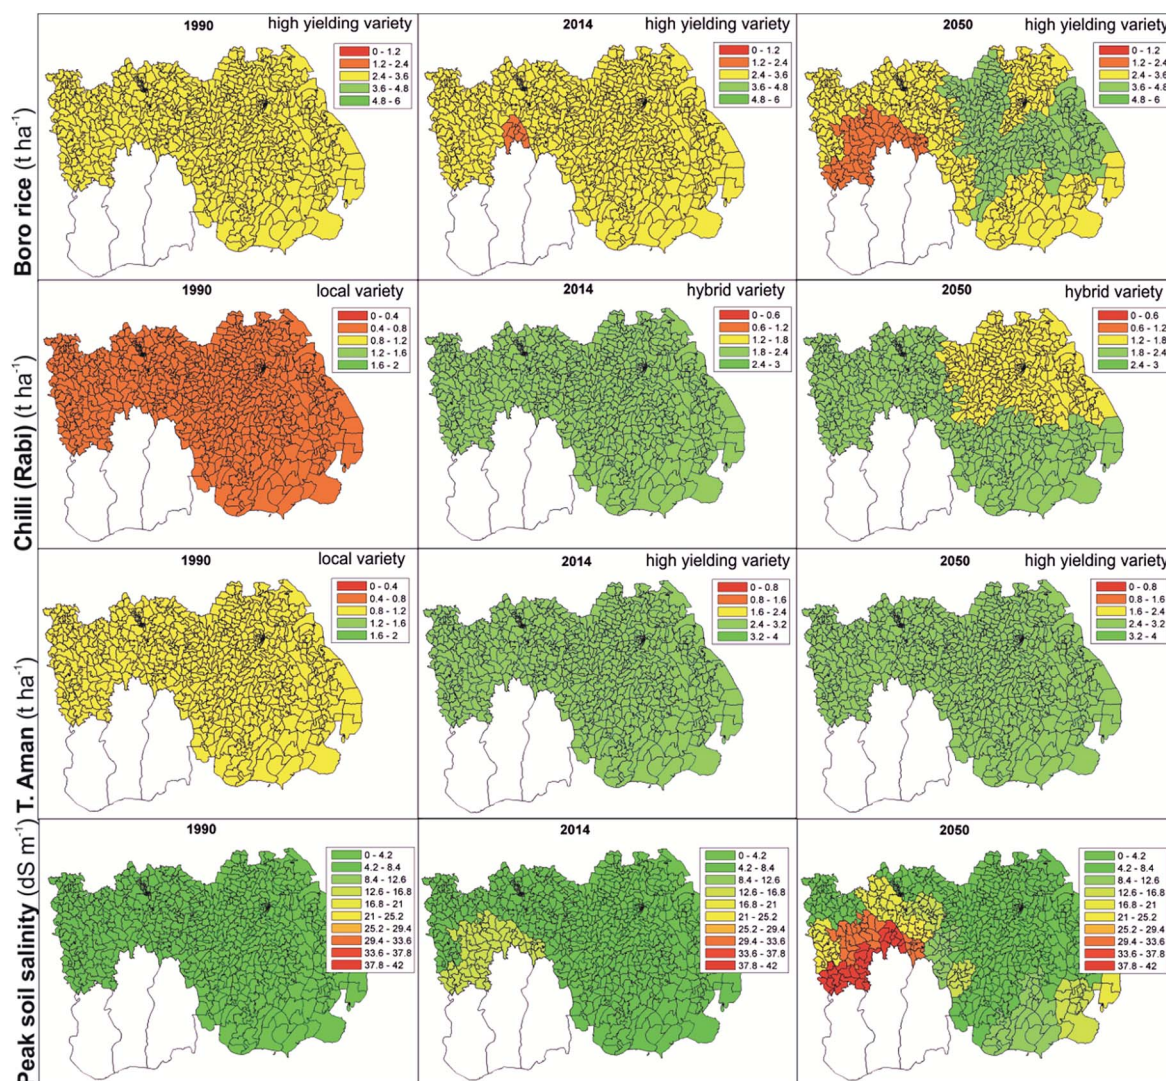 Boro rice (t ha⁻¹)
1990 high yielding variety
0 - 1.2
1.2 - 2.4
2.4 - 3.6
3.6 - 4.8
4.8 - 6
2014 high yielding variety
0 - 1.2
1.2 - 2.4
2.4 - 3.6
3.6 - 4.8
4.8 - 6
2050 high yielding variety
0 - 1.2
1.2 - 2.4
2.4 - 3.6
3.6 - 4.8
4.8 - 6
Chilli (Rabi) (t ha⁻¹)
1990 local variety
0 - 0.4
0.4 - 0.8
0.8 - 1.2
1.2 - 1.6
1.6 - 2
2014 hybrid variety
0 - 0.6
0.6 - 1.2
1.2 - 1.8
1.8 - 2.4
2.4 - 3
2050 hybrid variety
0 - 0.6
0.6 - 1.2
1.2 - 1.8
1.8 - 2.4
2.4 - 3
T. Aman (t ha⁻¹)
1990 local variety
0 - 0.4
0.4 - 0.8
0.8 - 1.2
1.2 - 1.6
1.6 - 2
2014 high yielding variety
0 - 0.8
0.8 - 1.6
1.6 - 2.4
2.4 - 3.2
3.2 - 4
2050 high yielding variety
0 - 0.8
0.8 - 1.6
1.6 - 2.4
2.4 - 3.2
3.2 - 4
Peak soil salinity (dS m⁻¹)
1990
0 - 4.2
4.2 - 8.4
8.4 - 12.6
12.6 - 16.8
16.8 - 21
21 - 25.2
25.2 - 29.4
29.4 - 33.6
33.6 - 37.8
37.8 - 42
2014
0 - 4.2
4.2 - 8.4
8.4 - 12.6
12.6 - 16.8
16.8 - 21
21 - 25.2
25.2 - 29.4
29.4 - 33.6
33.6 - 37.8
37.8 - 42
2050
0 - 4.2
4.2 - 8.4
8.4 - 12.6
12.6 - 16.8
16.8 - 21
21 - 25.2
25.2 - 29.4
29.4 - 33.6
33.6 - 37.8
37.8 - 42